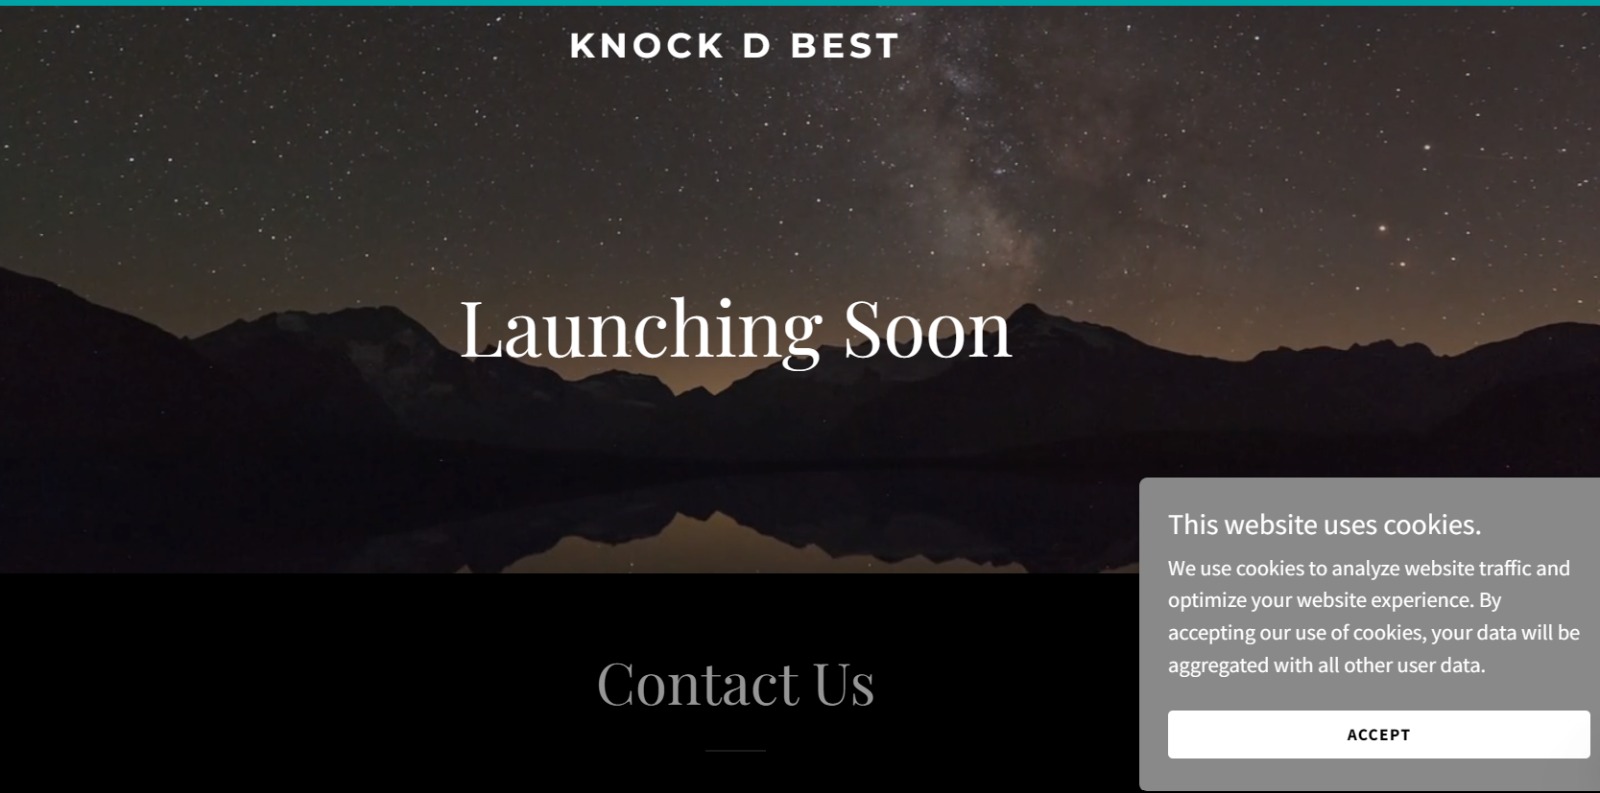 KNOCK D BEST
Launching Soon
Contact Us
This website uses cookies.
We use cookies to analyze website traffic and
optimize your website experience. By
accepting our use of cookies, your data will be
aggregated with all other user data.
ACCEPT